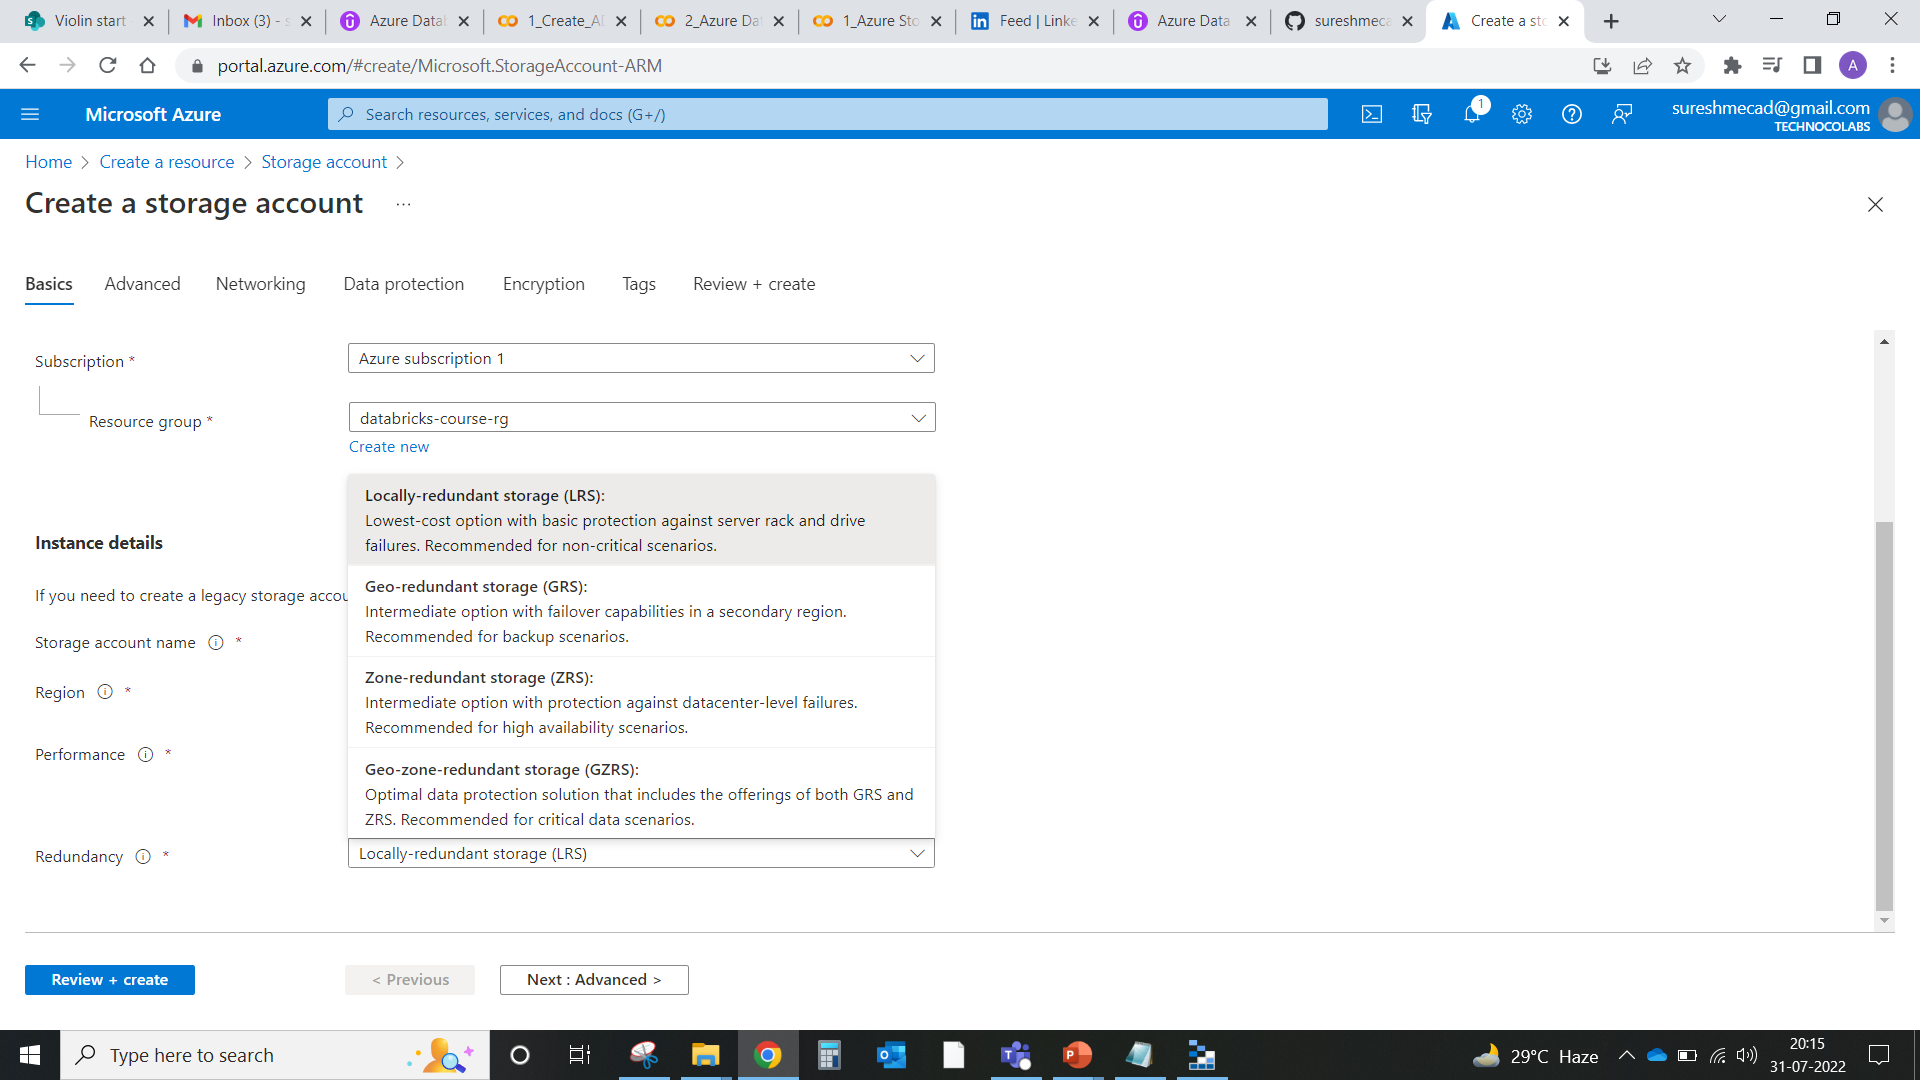 Violin start
Inbox (3) - s
Azure Datal
1_Create_Al
2_Azure Da
1_Azure Sto
Feed | Linke
Azure Data
sureshmeca
Create a sto
portal.azure.com/#create/Microsoft.StorageAccount-ARM
A
Microsoft Azure
Search resources, services, and docs (G+/)
1
sureshmecad@gmail.com
TECHNOCOLABS
Home > Create a resource > Storage account >
Create a storage account ...
Basics
Advanced
Networking
Data protection
Encryption
Tags
Review + create
Subscription *
Azure subscription 1
Resource group *
databricks-course-rg
Create new
Locally-redundant storage (LRS):
Lowest-cost option with basic protection against server rack and drive
failures. Recommended for non-critical scenarios.
Instance details
Geo-redundant storage (GRS):
If you need to create a legacy storage accou
Intermediate option with failover capabilities in a secondary region.
Recommended for backup scenarios.
Storage account name *
Zone-redundant storage (ZRS):
Region *
Intermediate option with protection against datacenter-level failures.
Recommended for high availability scenarios.
Performance *
Geo-zone-redundant storage (GZRS):
Optimal data protection solution that includes the offerings of both GRS and
ZRS. Recommended for critical data scenarios.
Redundancy *
Locally-redundant storage (LRS)
Review + create
< Previous
Next : Advanced >
Type here to search
29°C Haze
20:15
31-07-2022